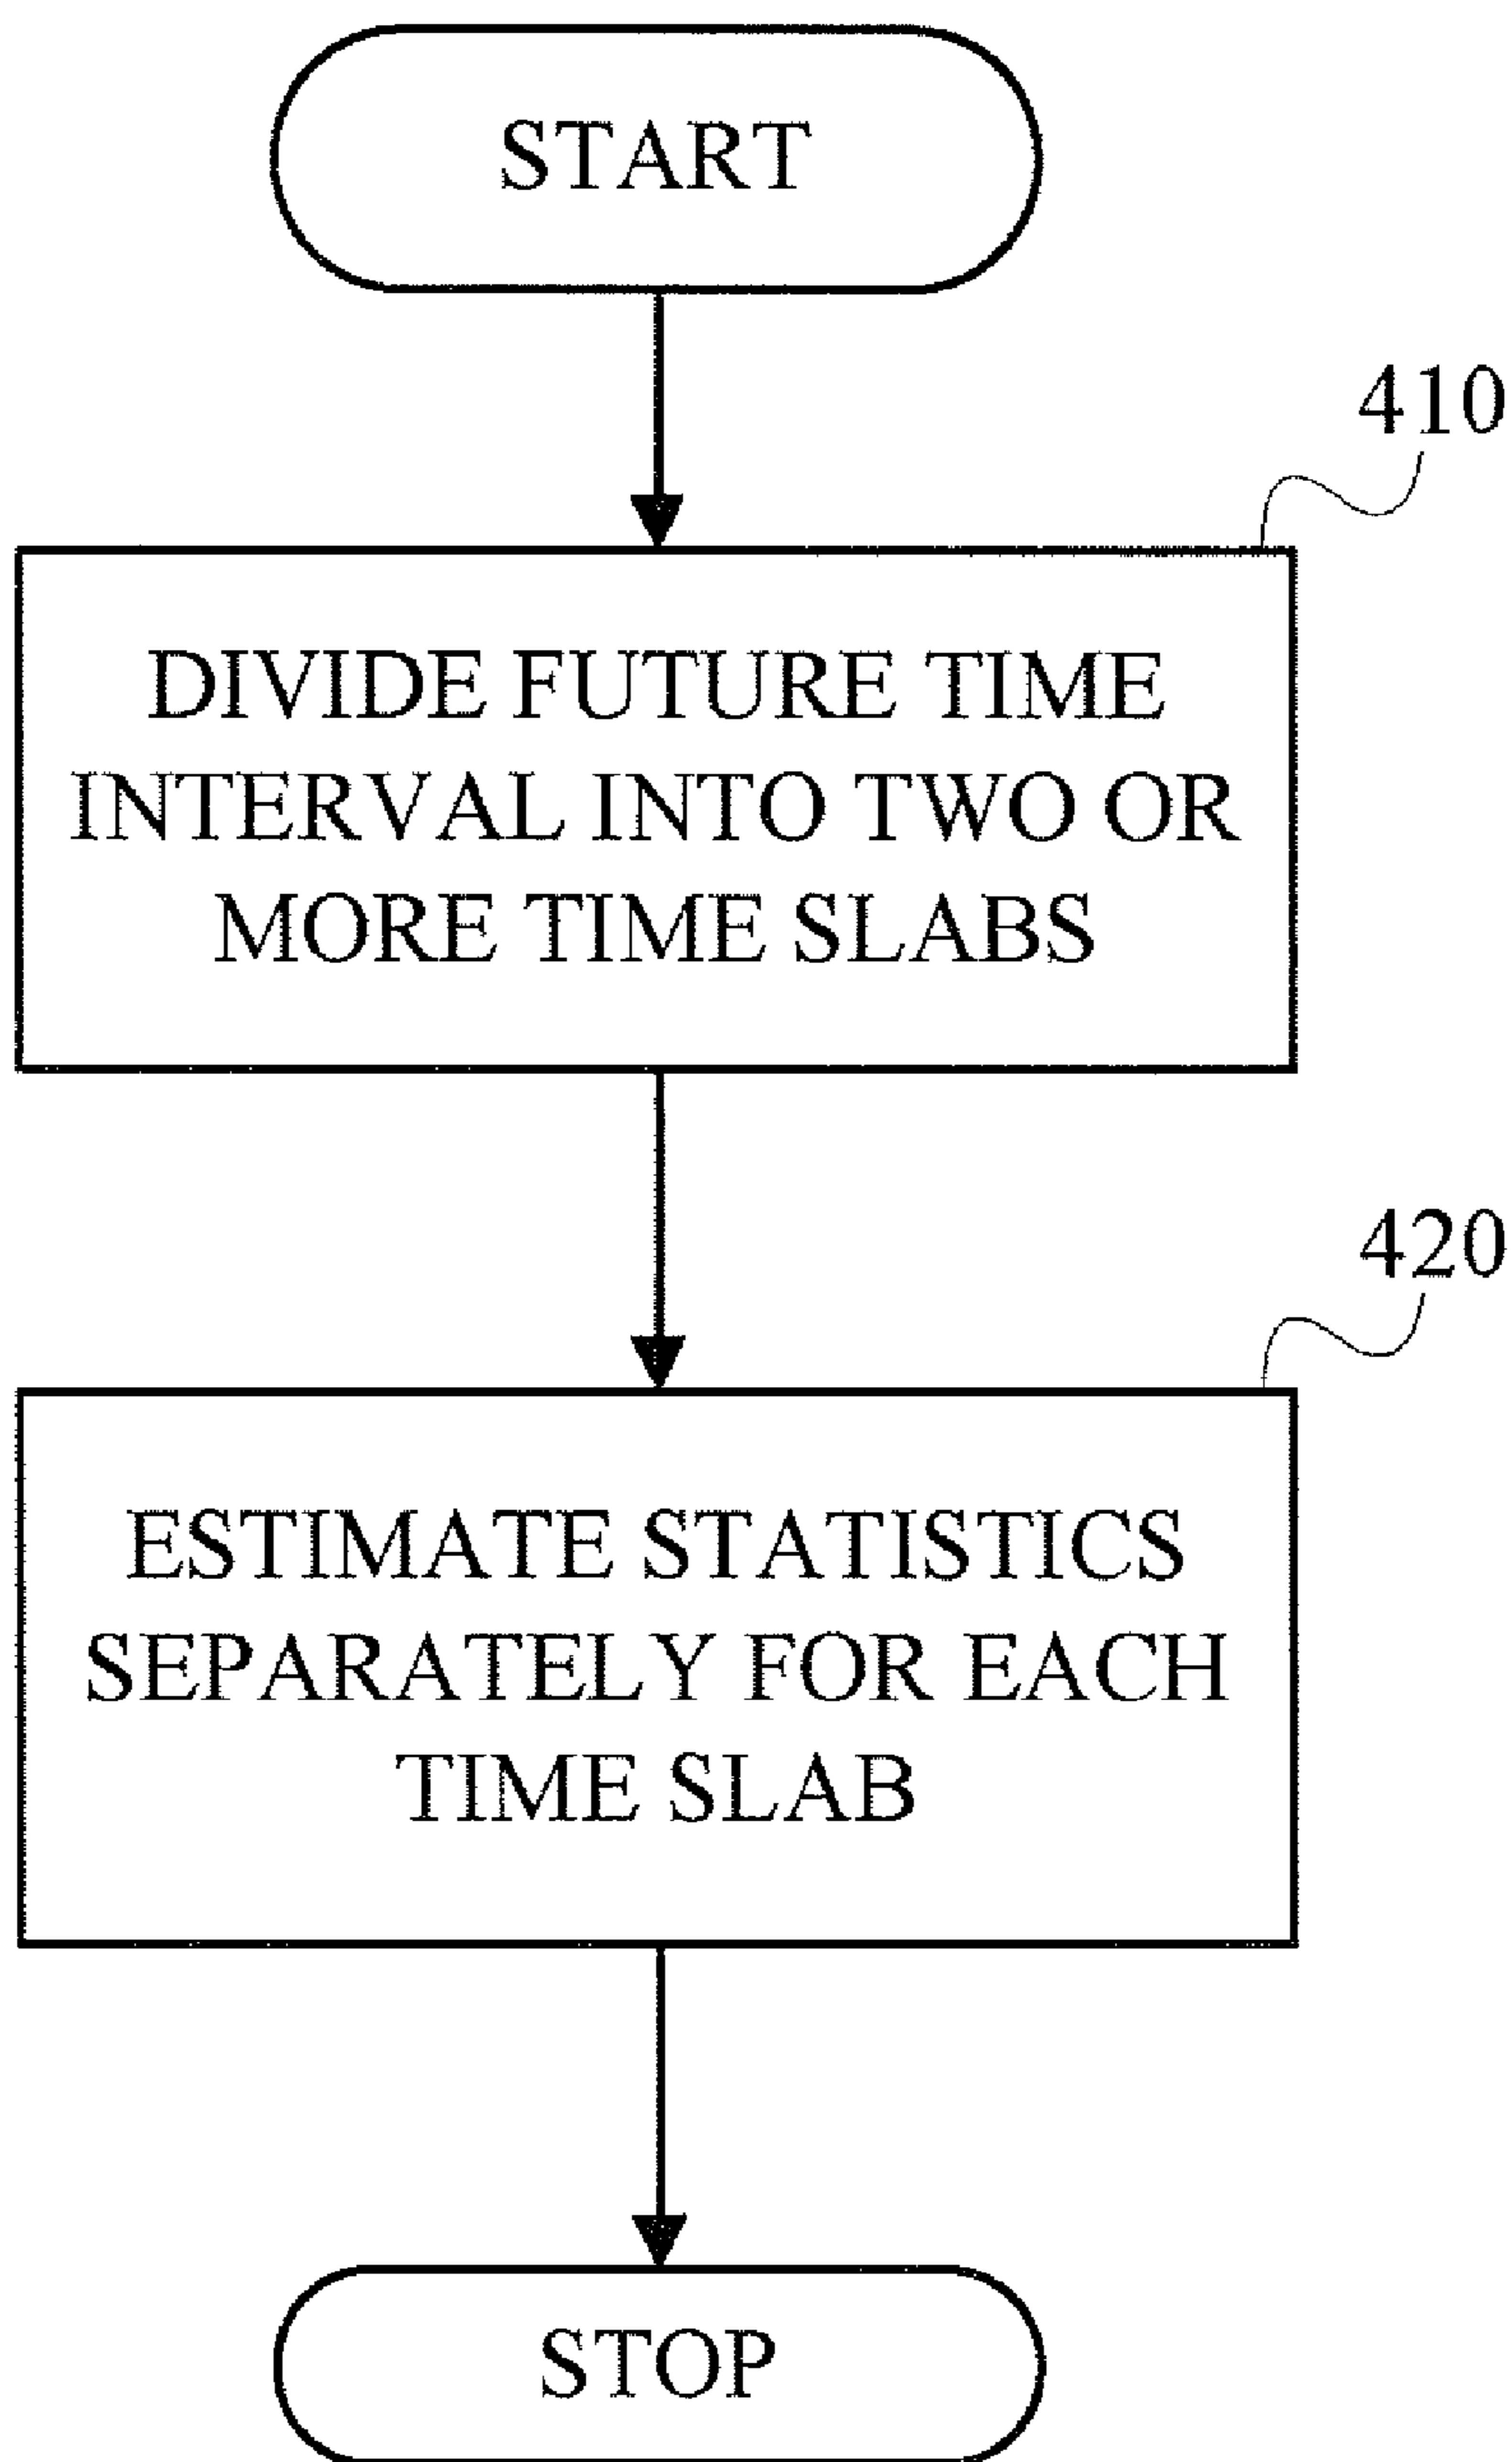 START
410
DIVIDE FUTURE TIME
INTERVAL INTO TWO OR
MORE TIME SLABS
420
ESTIMATE STATISTICS
SEPARATELY FOR EACH
TIME SLAB
STOP